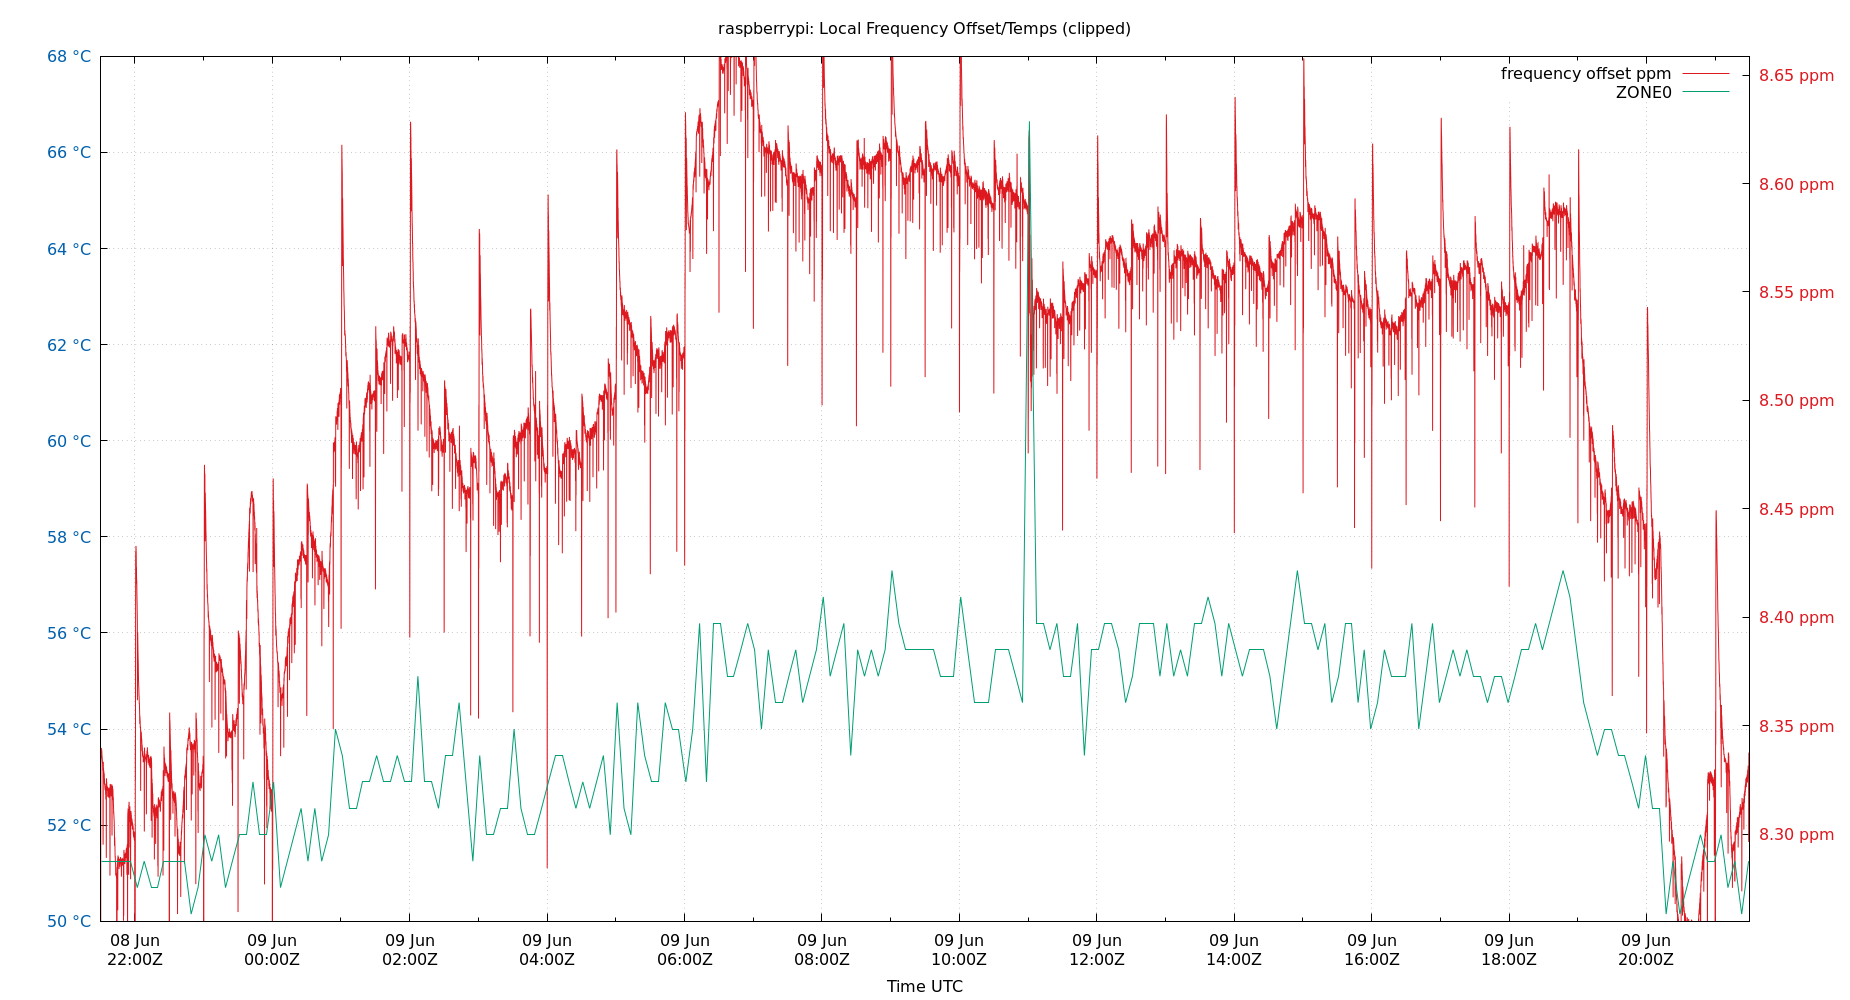 raspberrypi: Local Frequency Offset/Temps (clipped)
frequency offset ppm
ZONE0
68 °C
66 °C
64 °C
62 °C
60 °C
58 °C
56 °C
54 °C
52 °C
50 °C
8.65 ppm
8.60 ppm
8.55 ppm
8.50 ppm
8.45 ppm
8.40 ppm
8.35 ppm
8.30 ppm
08 Jun 09 Jun 09 Jun 09 Jun 09 Jun 09 Jun 09 Jun 09 Jun 09 Jun 09 Jun 09 Jun 09 Jun
22:00Z 00:00Z 02:00Z 04:00Z 06:00Z 08:00Z 10:00Z 12:00Z 14:00Z 16:00Z 18:00Z 20:00Z
Time UTC